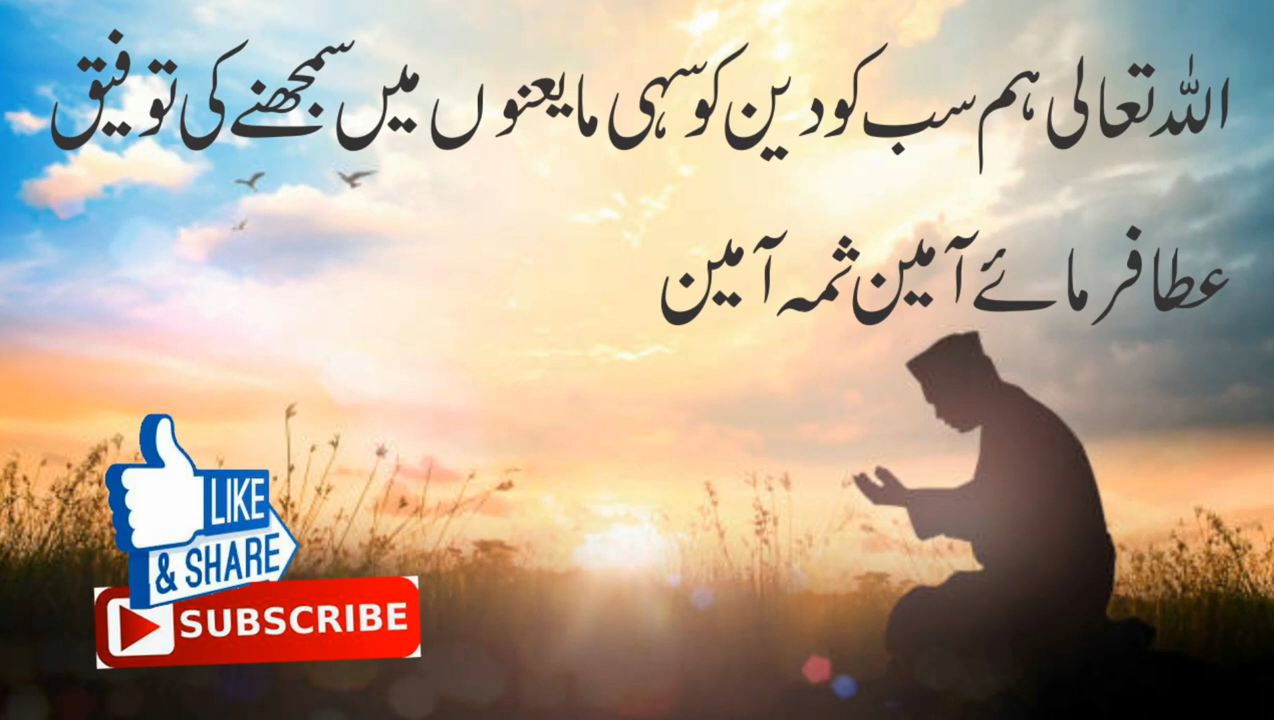 اللہ تعالی ہم سب کو دین کو سہی مایعنوں میں سمجھنے کی توفیق
عطا فرمائے آمین ثمہ آمین
LIKE
& SHARE
SUBSCRIBE